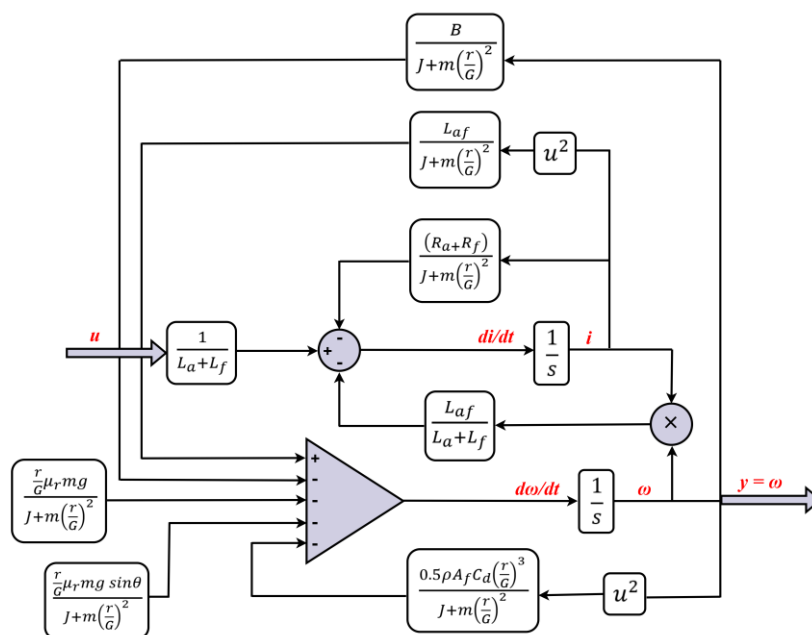 B
J+m(r/G)^2
L_af
J+m(r/G)^2
u^2
(R_a+R_f)
J+m(r/G)^2
u
1
L_a+L_f
-
+
-
di/dt
1
s
i
L_af
L_a+L_f
×
+
-
-
-
-
r/G μ_r mg
J+m(r/G)^2
dω/dt
1
s
ω
y = ω
r/G μ_r mg sinθ
J+m(r/G)^2
0.5ρA_f C_d(r/G)^3
J+m(r/G)^2
u^2